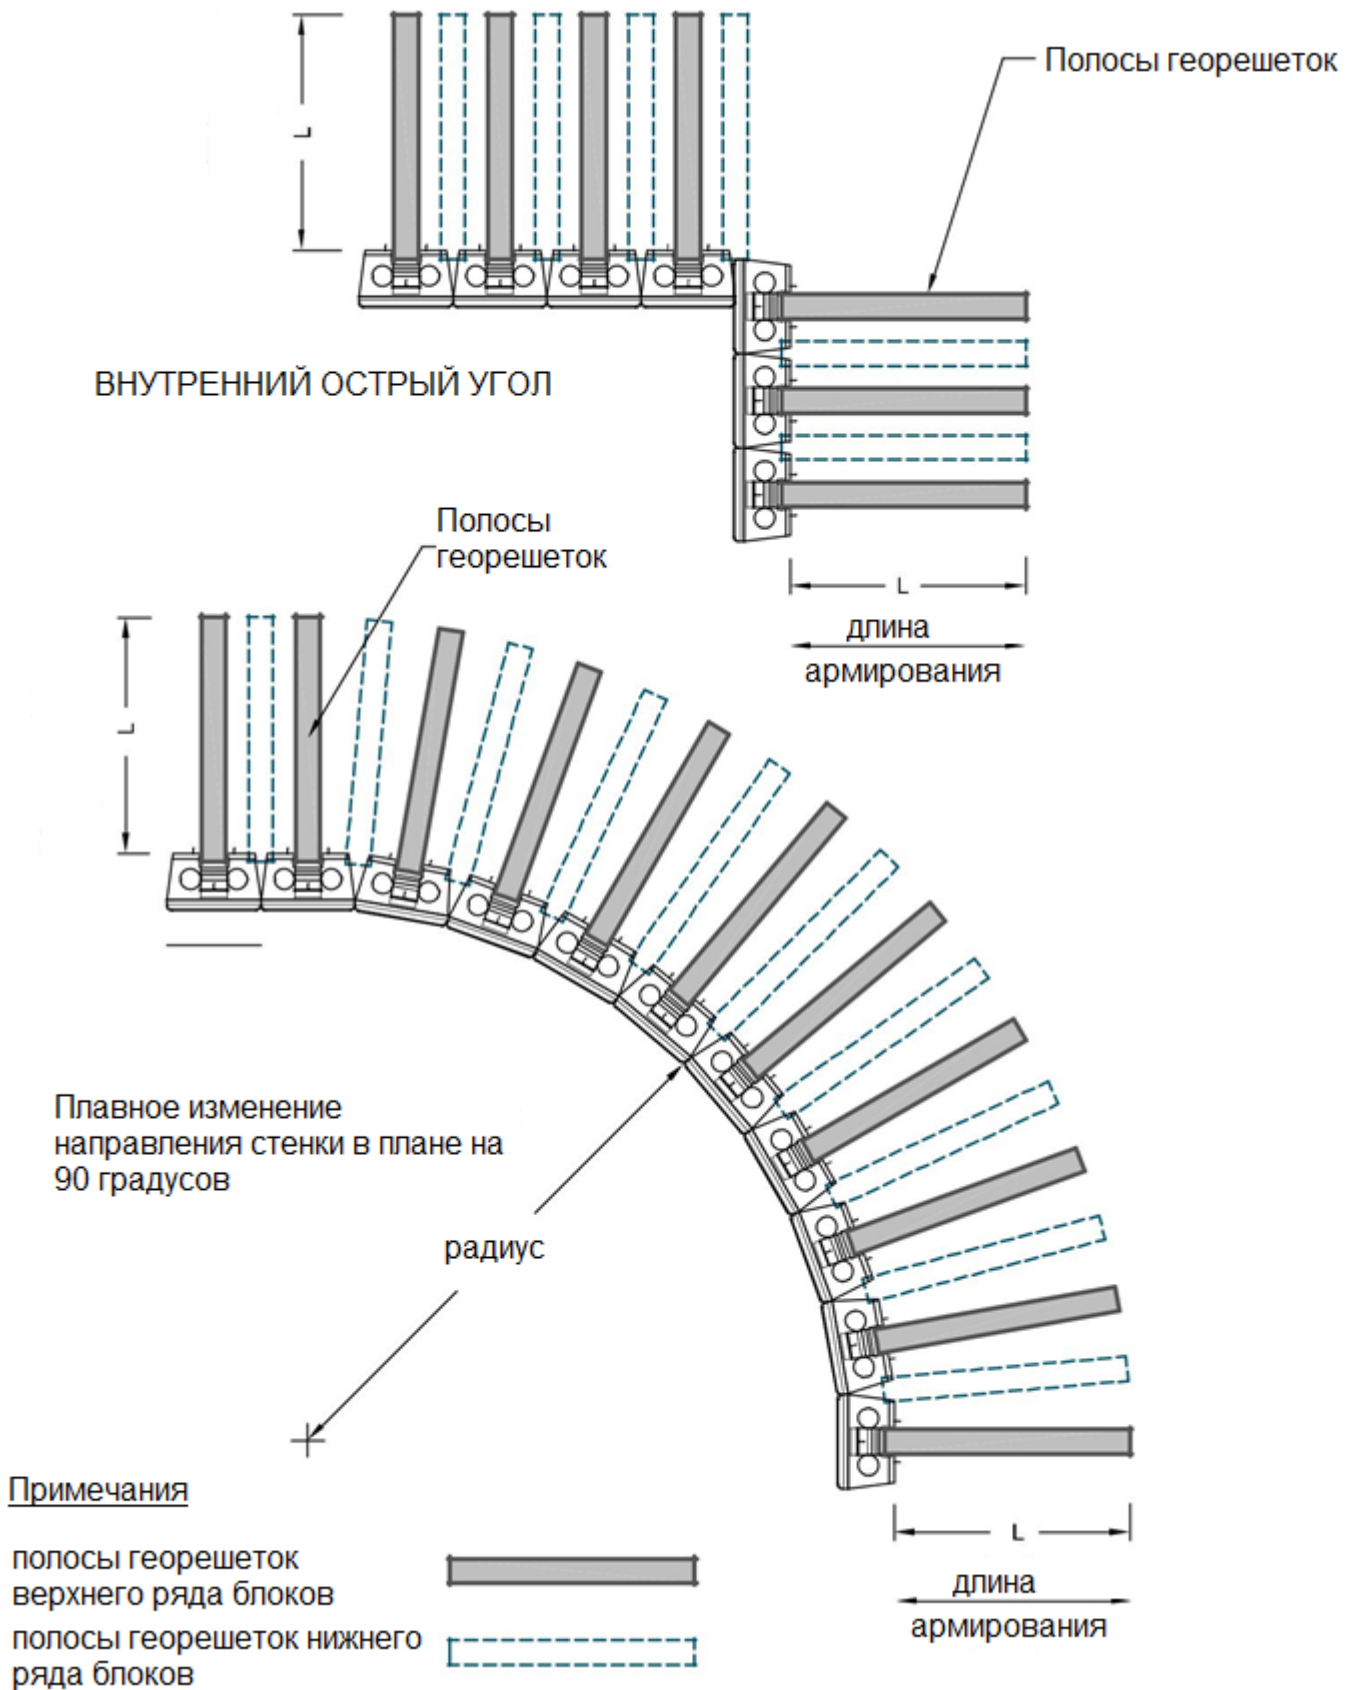 L
Полосы георешеток
ВНУТРЕННИЙ ОСТРЫЙ УГОЛ
L
длина
армирования
Полосы
георешеток
L
Плавное изменение
направления стенки в плане на
90 градусов
радиус
L
длина
армирования
Примечания
полосы георешеток
верхнего ряда блоков
полосы георешеток нижнего
ряда блоков